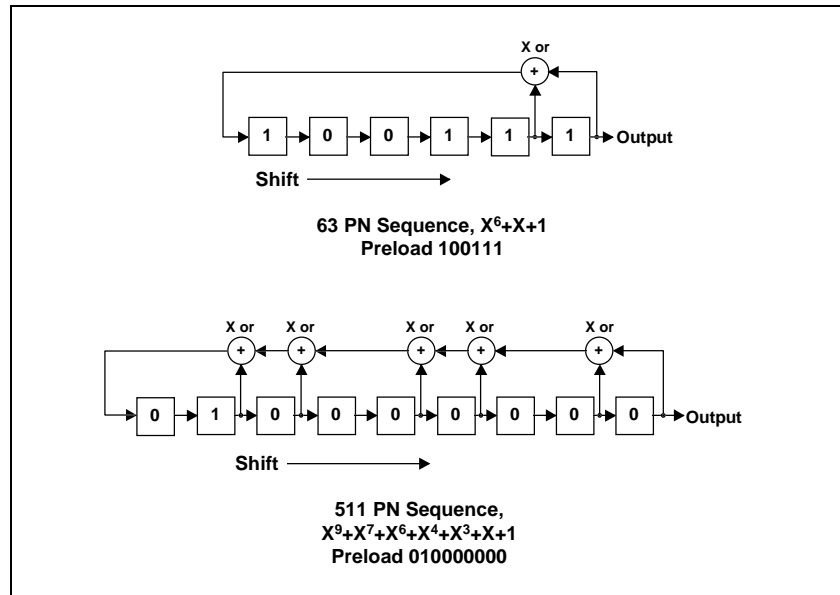 X or
+
1 0 0 1 1 1 Output
Shift
63 PN Sequence, X⁶+X+1
Preload 100111
X or X or X or X or X or
+ + + + +
0 1 0 0 0 0 0 0 0 Output
Shift
511 PN Sequence,
X⁹+X⁷+X⁶+X⁴+X³+X+1
Preload 010000000